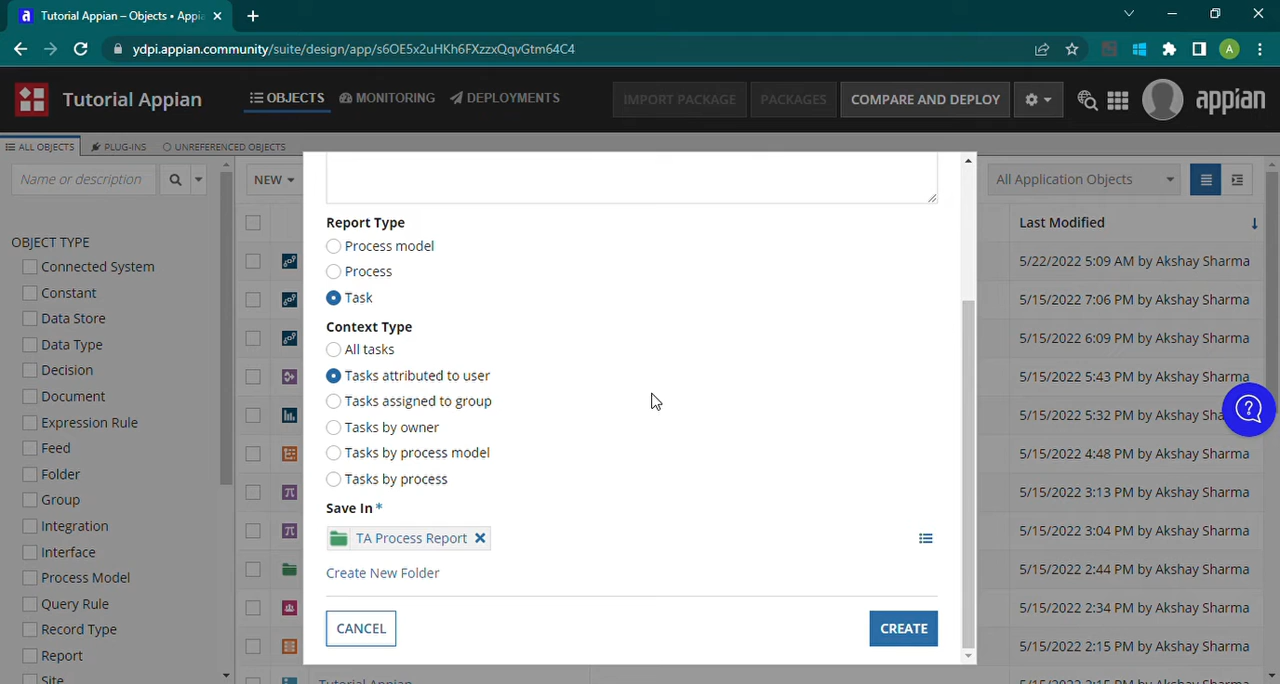 Tutorial Appian – Objects • Appia
ydpi.appian.community/suite/design/app/s6OE5x2uHKh6FXzzxQqvGtm64C4
A
Tutorial Appian
OBJECTS
MONITORING
DEPLOYMENTS
IMPORT PACKAGE
PACKAGES
COMPARE AND DEPLOY
appian
ALL OBJECTS
PLUG-INS
UNREFERENCED OBJECTS
Name or description
NEW
All Application Objects
OBJECT TYPE
Connected System
Constant
Data Store
Data Type
Decision
Document
Expression Rule
Feed
Folder
Group
Integration
Interface
Process Model
Query Rule
Record Type
Report
Site
Report Type
Process model
Process
Task
Context Type
All tasks
Tasks attributed to user
Tasks assigned to group
Tasks by owner
Tasks by process model
Tasks by process
Save In *
TA Process Report
Create New Folder
CANCEL
CREATE
Tutorial Appian
Last Modified
5/22/2022 5:09 AM by Akshay Sharma
5/15/2022 7:06 PM by Akshay Sharma
5/15/2022 6:09 PM by Akshay Sharma
5/15/2022 5:43 PM by Akshay Sharma
5/15/2022 5:32 PM by Akshay Sha
5/15/2022 4:48 PM by Akshay Sharma
5/15/2022 3:13 PM by Akshay Sharma
5/15/2022 3:04 PM by Akshay Sharma
5/15/2022 2:44 PM by Akshay Sharma
5/15/2022 2:34 PM by Akshay Sharma
5/15/2022 2:15 PM by Akshay Sharma
5/15/2022 2:15 PM by Akshay Sharma